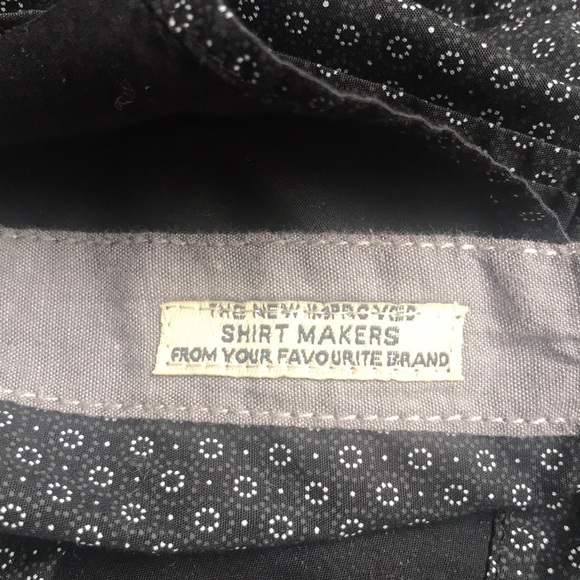 THE NEW IMPROVED
SHIRT MAKERS
FROM YOUR FAVOURITE BRAND